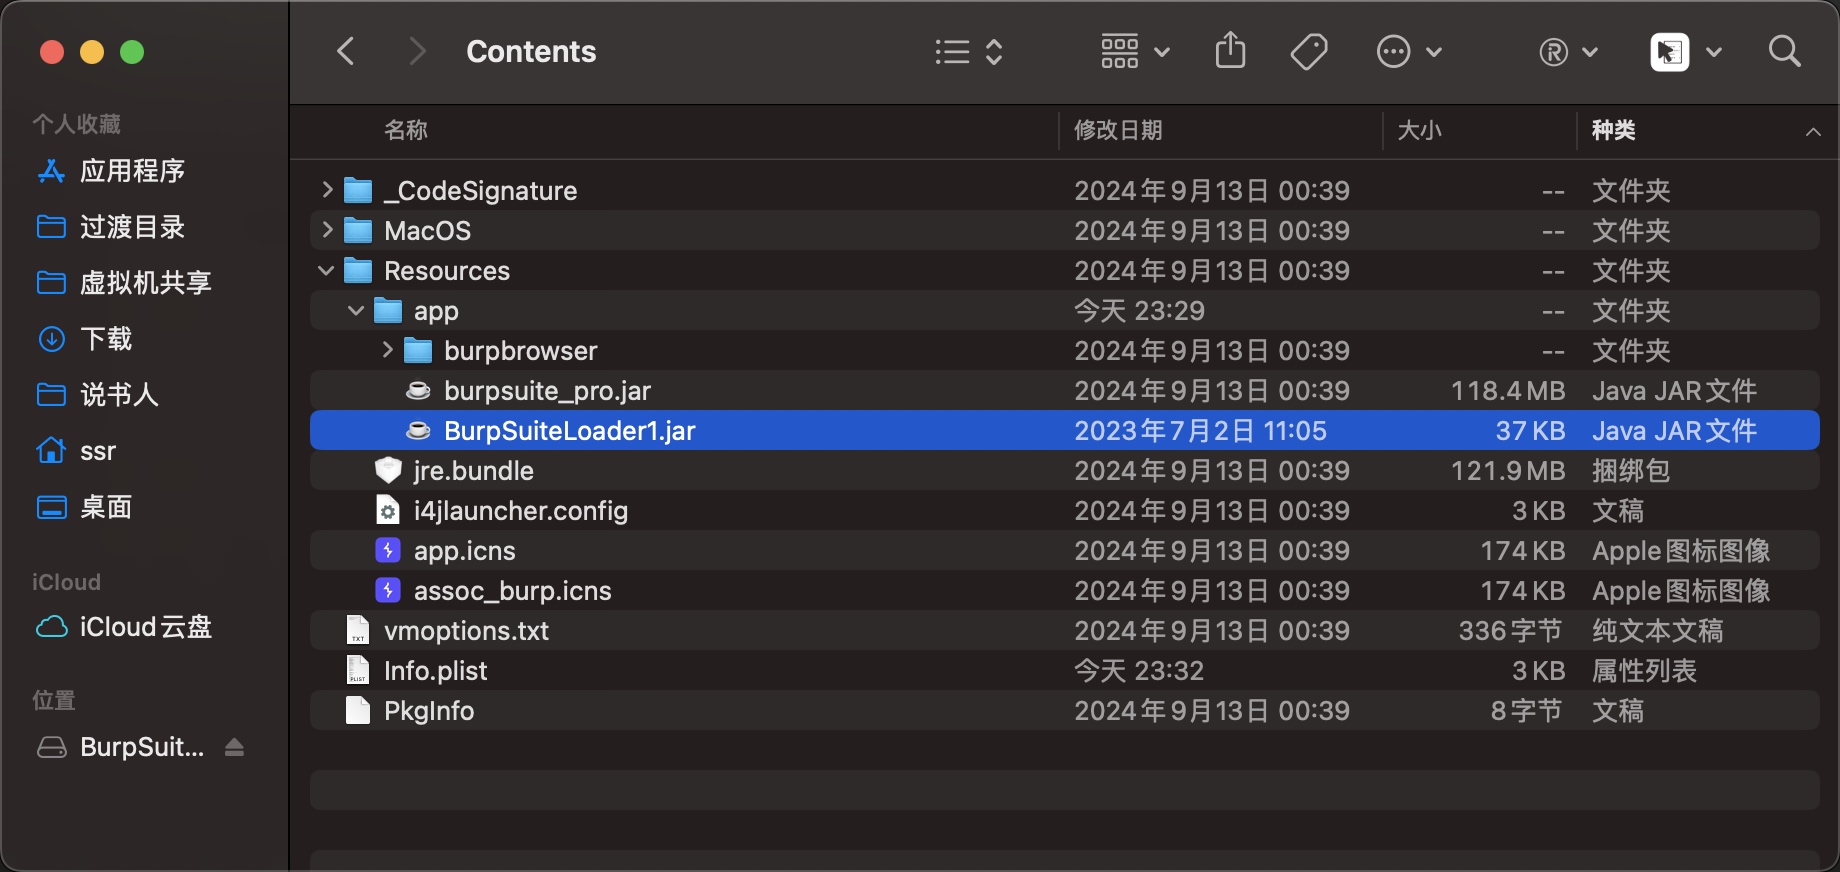 Contents
个人收藏
应用程序
过渡目录
虚拟机共享
下载
说书人
ssr
桌面
iCloud
iCloud云盘
位置
BurpSuit...
名称 修改日期 大小 种类
_CodeSignature 2024年9月13日 00:39 -- 文件夹
MacOS 2024年9月13日 00:39 -- 文件夹
Resources 2024年9月13日 00:39 -- 文件夹
app 今天 23:29 -- 文件夹
burpbrowser 2024年9月13日 00:39 -- 文件夹
burpsuite_pro.jar 2024年9月13日 00:39 118.4 MB Java JAR文件
BurpSuiteLoader1.jar 2023年7月2日 11:05 37 KB Java JAR文件
jre.bundle 2024年9月13日 00:39 121.9 MB 捆绑包
i4jlauncher.config 2024年9月13日 00:39 3 KB 文稿
app.icns 2024年9月13日 00:39 174 KB Apple图标图像
assoc_burp.icns 2024年9月13日 00:39 174 KB Apple图标图像
vmoptions.txt 2024年9月13日 00:39 336字节 纯文本文稿
Info.plist 今天 23:32 3 KB 属性列表
PkgInfo 2024年9月13日 00:39 8字节 文稿